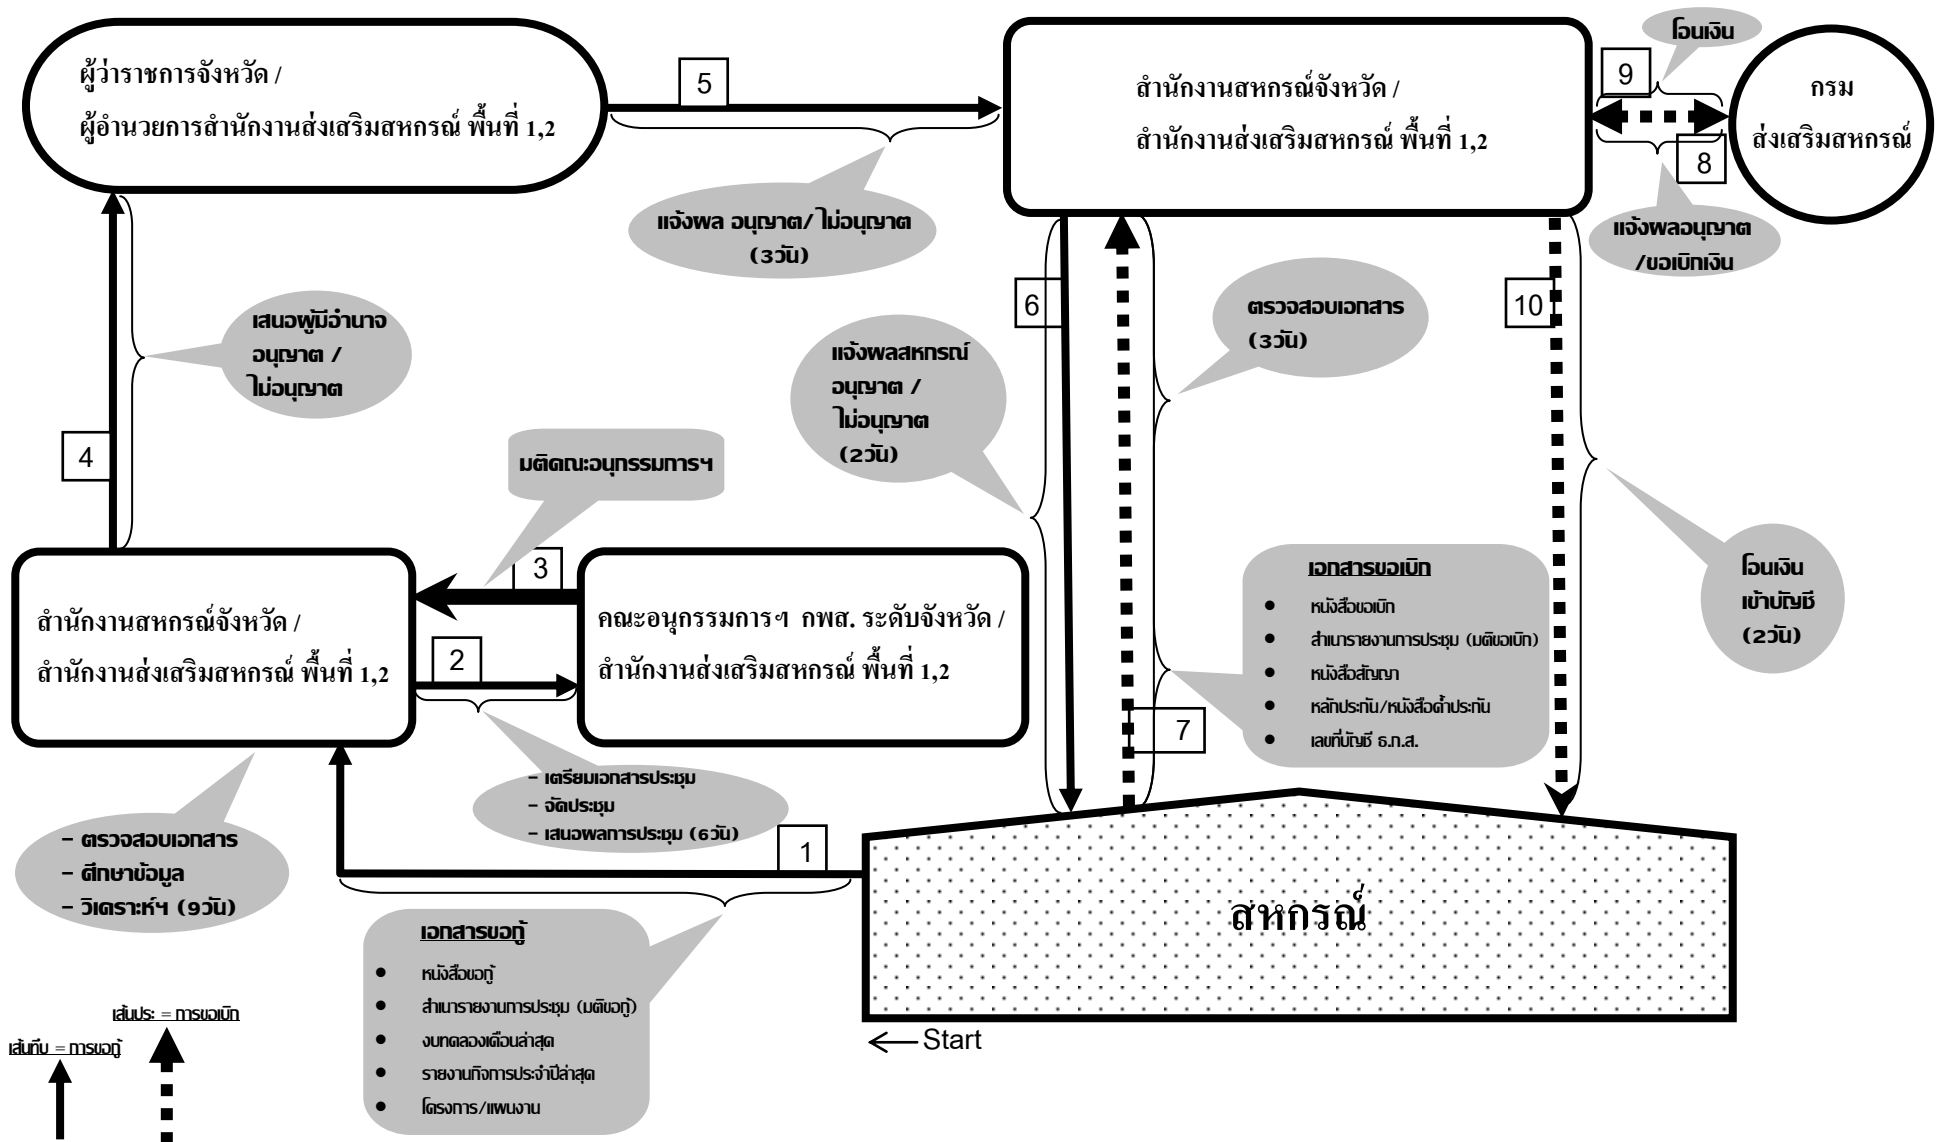 ผู้ว่าราชการจังหวัด /
ผู้อำนวยการสำนักงานส่งเสริมสหกรณ์ พื้นที่ 1,2
5
สำนักงานสหกรณ์จังหวัด /
สำนักงานส่งเสริมสหกรณ์ พื้นที่ 1,2
โอนเงิน
9
8
กรม
ส่งเสริมสหกรณ์
แจ้งผลอนุญาต
/ขอเบิกเงิน
แจ้งผล อนุญาต/ ไม่อนุญาต
(3วัน)
เสนอผู้มีอำนาจ
อนุญาต /
ไม่อนุญาต
4
6
แจ้งผลสหกรณ์
อนุญาต /
ไม่อนุญาต
(2วัน)
ตรวจสอบเอกสาร
(3วัน)
10
มติคณะอนุกรรมการฯ
3
สำนักงานสหกรณ์จังหวัด /
สำนักงานส่งเสริมสหกรณ์ พื้นที่ 1,2
2
คณะอนุกรรมการฯ กพส. ระดับจังหวัด /
สำนักงานส่งเสริมสหกรณ์ พื้นที่ 1,2
เอกสารขอเบิก
● หนังสือขอเบิก
● สำเนารายงานการประชุม (มติขอเบิก)
● หนังสือสัญญา
● หลักประกัน/หนังสือค้ำประกัน
● เลขที่บัญชี ธ.ก.ส.
7
โอนเงิน
เข้าบัญชี
(2วัน)
- เตรียมเอกสารประชุม
- จัดประชุม
- เสนอผลการประชุม (6วัน)
1
- ตรวจสอบเอกสาร
- ศึกษาข้อมูล
- วิเคราะห์ฯ (9วัน)
สหกรณ์
เอกสารขอกู้
● หนังสือขอกู้
● สำเนารายงานการประชุม (มติขอกู้)
● งบทดลองเดือนล่าสุด
● รายงานกิจการประจำปีล่าสุด
● โครงการ/แผนงาน
Start
เส้นประ = การขอเบิก
เส้นทึบ = การขอกู้